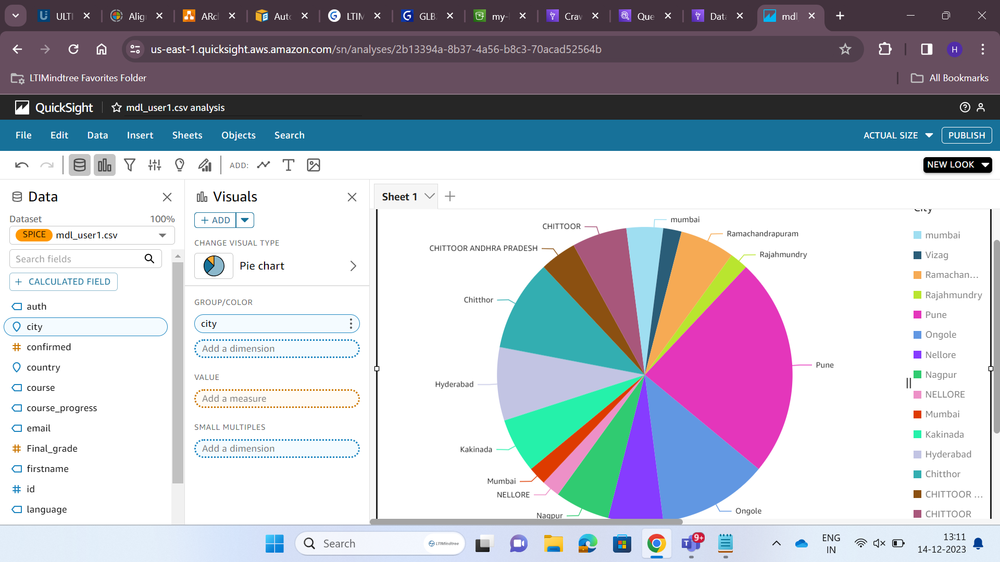 ULTI
Alig
ARc
Auto
LTIM
GLB.
my-
Crav
Que
Data
mdl
us-east-1.quicksight.aws.amazon.com/sn/analyses/2b13394a-8b37-4a56-b8c3-70acad52564b
H
LTIMindtree Favorites Folder
All Bookmarks
QuickSight
mdl_user1.csv analysis
File
Edit
Data
Insert
Sheets
Objects
Search
ACTUAL SIZE
PUBLISH
ADD:
NEW LOOK
Data
Dataset
100%
SPICE mdl_user1.csv
Search fields
+ CALCULATED FIELD
auth
city
confirmed
country
course
course_progress
email
Final_grade
firstname
id
language
Visuals
+ ADD
CHANGE VISUAL TYPE
Pie chart
GROUP/COLOR
city
Add a dimension
VALUE
Add a measure
SMALL MULTIPLES
Add a dimension
Sheet 1
mumbai
CHITTOOR
Ramachandrapuram
CHITTOOR ANDHRA PRADESH
Rajahmundry
Chitthor
Pune
Hyderabad
Kakinada
Mumbai
NELLORE
Ongole
Nagpur
City
mumbai
Vizag
Ramachan...
Rajahmundry
Pune
Ongole
Nellore
Nagpur
NELLORE
Mumbai
Kakinada
Hyderabad
Chitthor
CHITTOOR ...
CHITTOOR
Search
LTIMindtree
9+
T
ENG
IN
13:11
14-12-2023